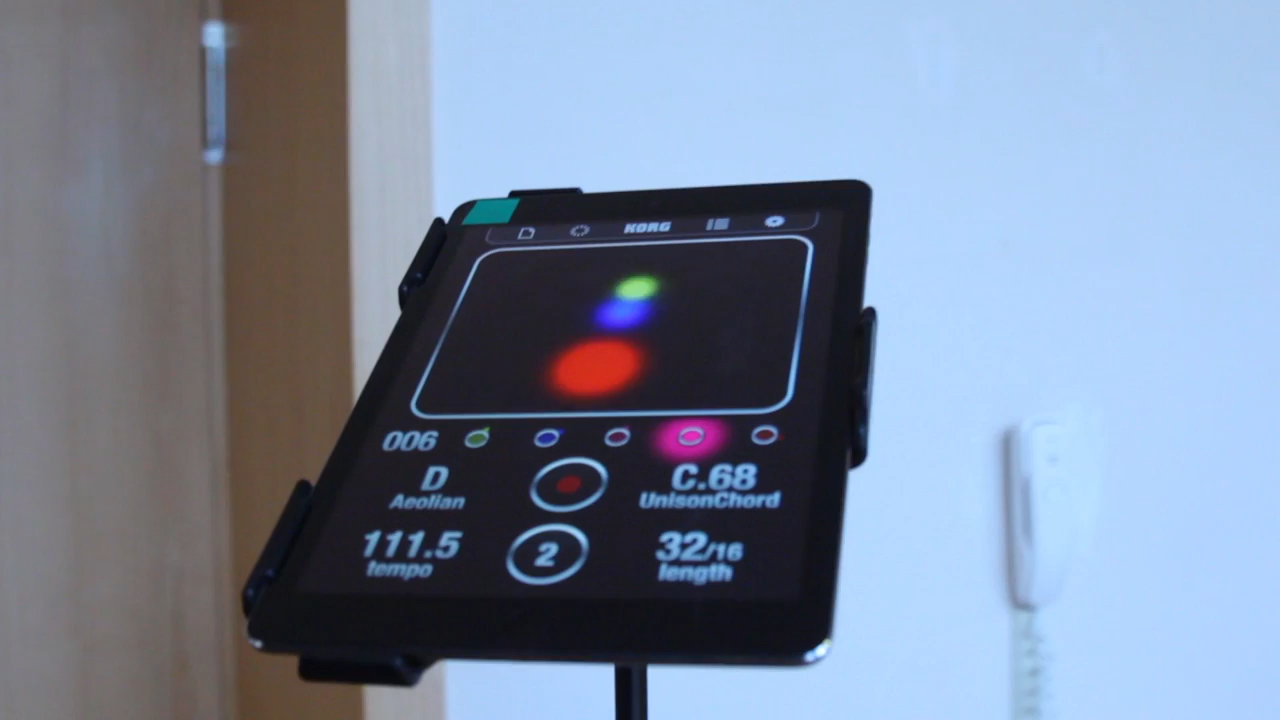 KORG
006
D
Aeolian
C.68
UnisonChord
111.5
tempo
2
32/16
length